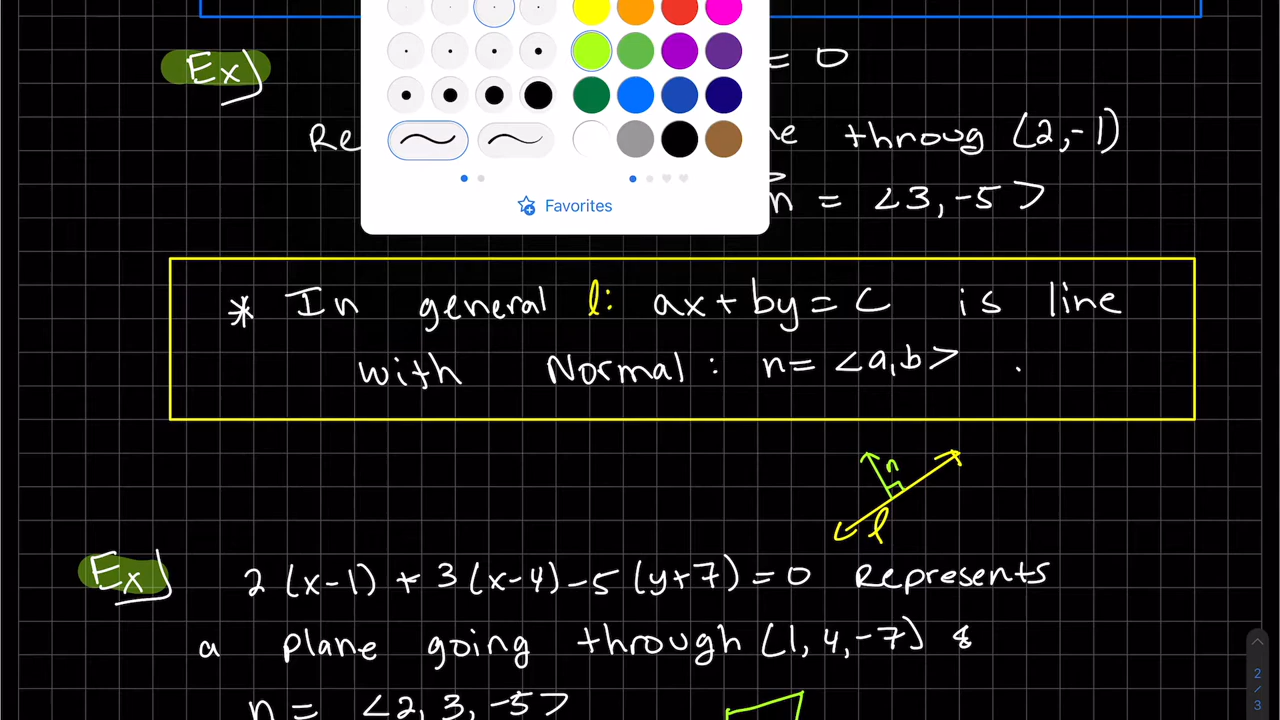 Ex) = 0
Re ne throug (2,-1)
n = <3,-5>
Favorites
* In general l: ax+by=c is line
with Normal: n= <a,b> .
n
l
Ex) 2(x-1) + 3(x-4)-5(y+7)=0 Represents
a plane going through (1,4,-7) &
n = <2,3,-5>
2
/
3